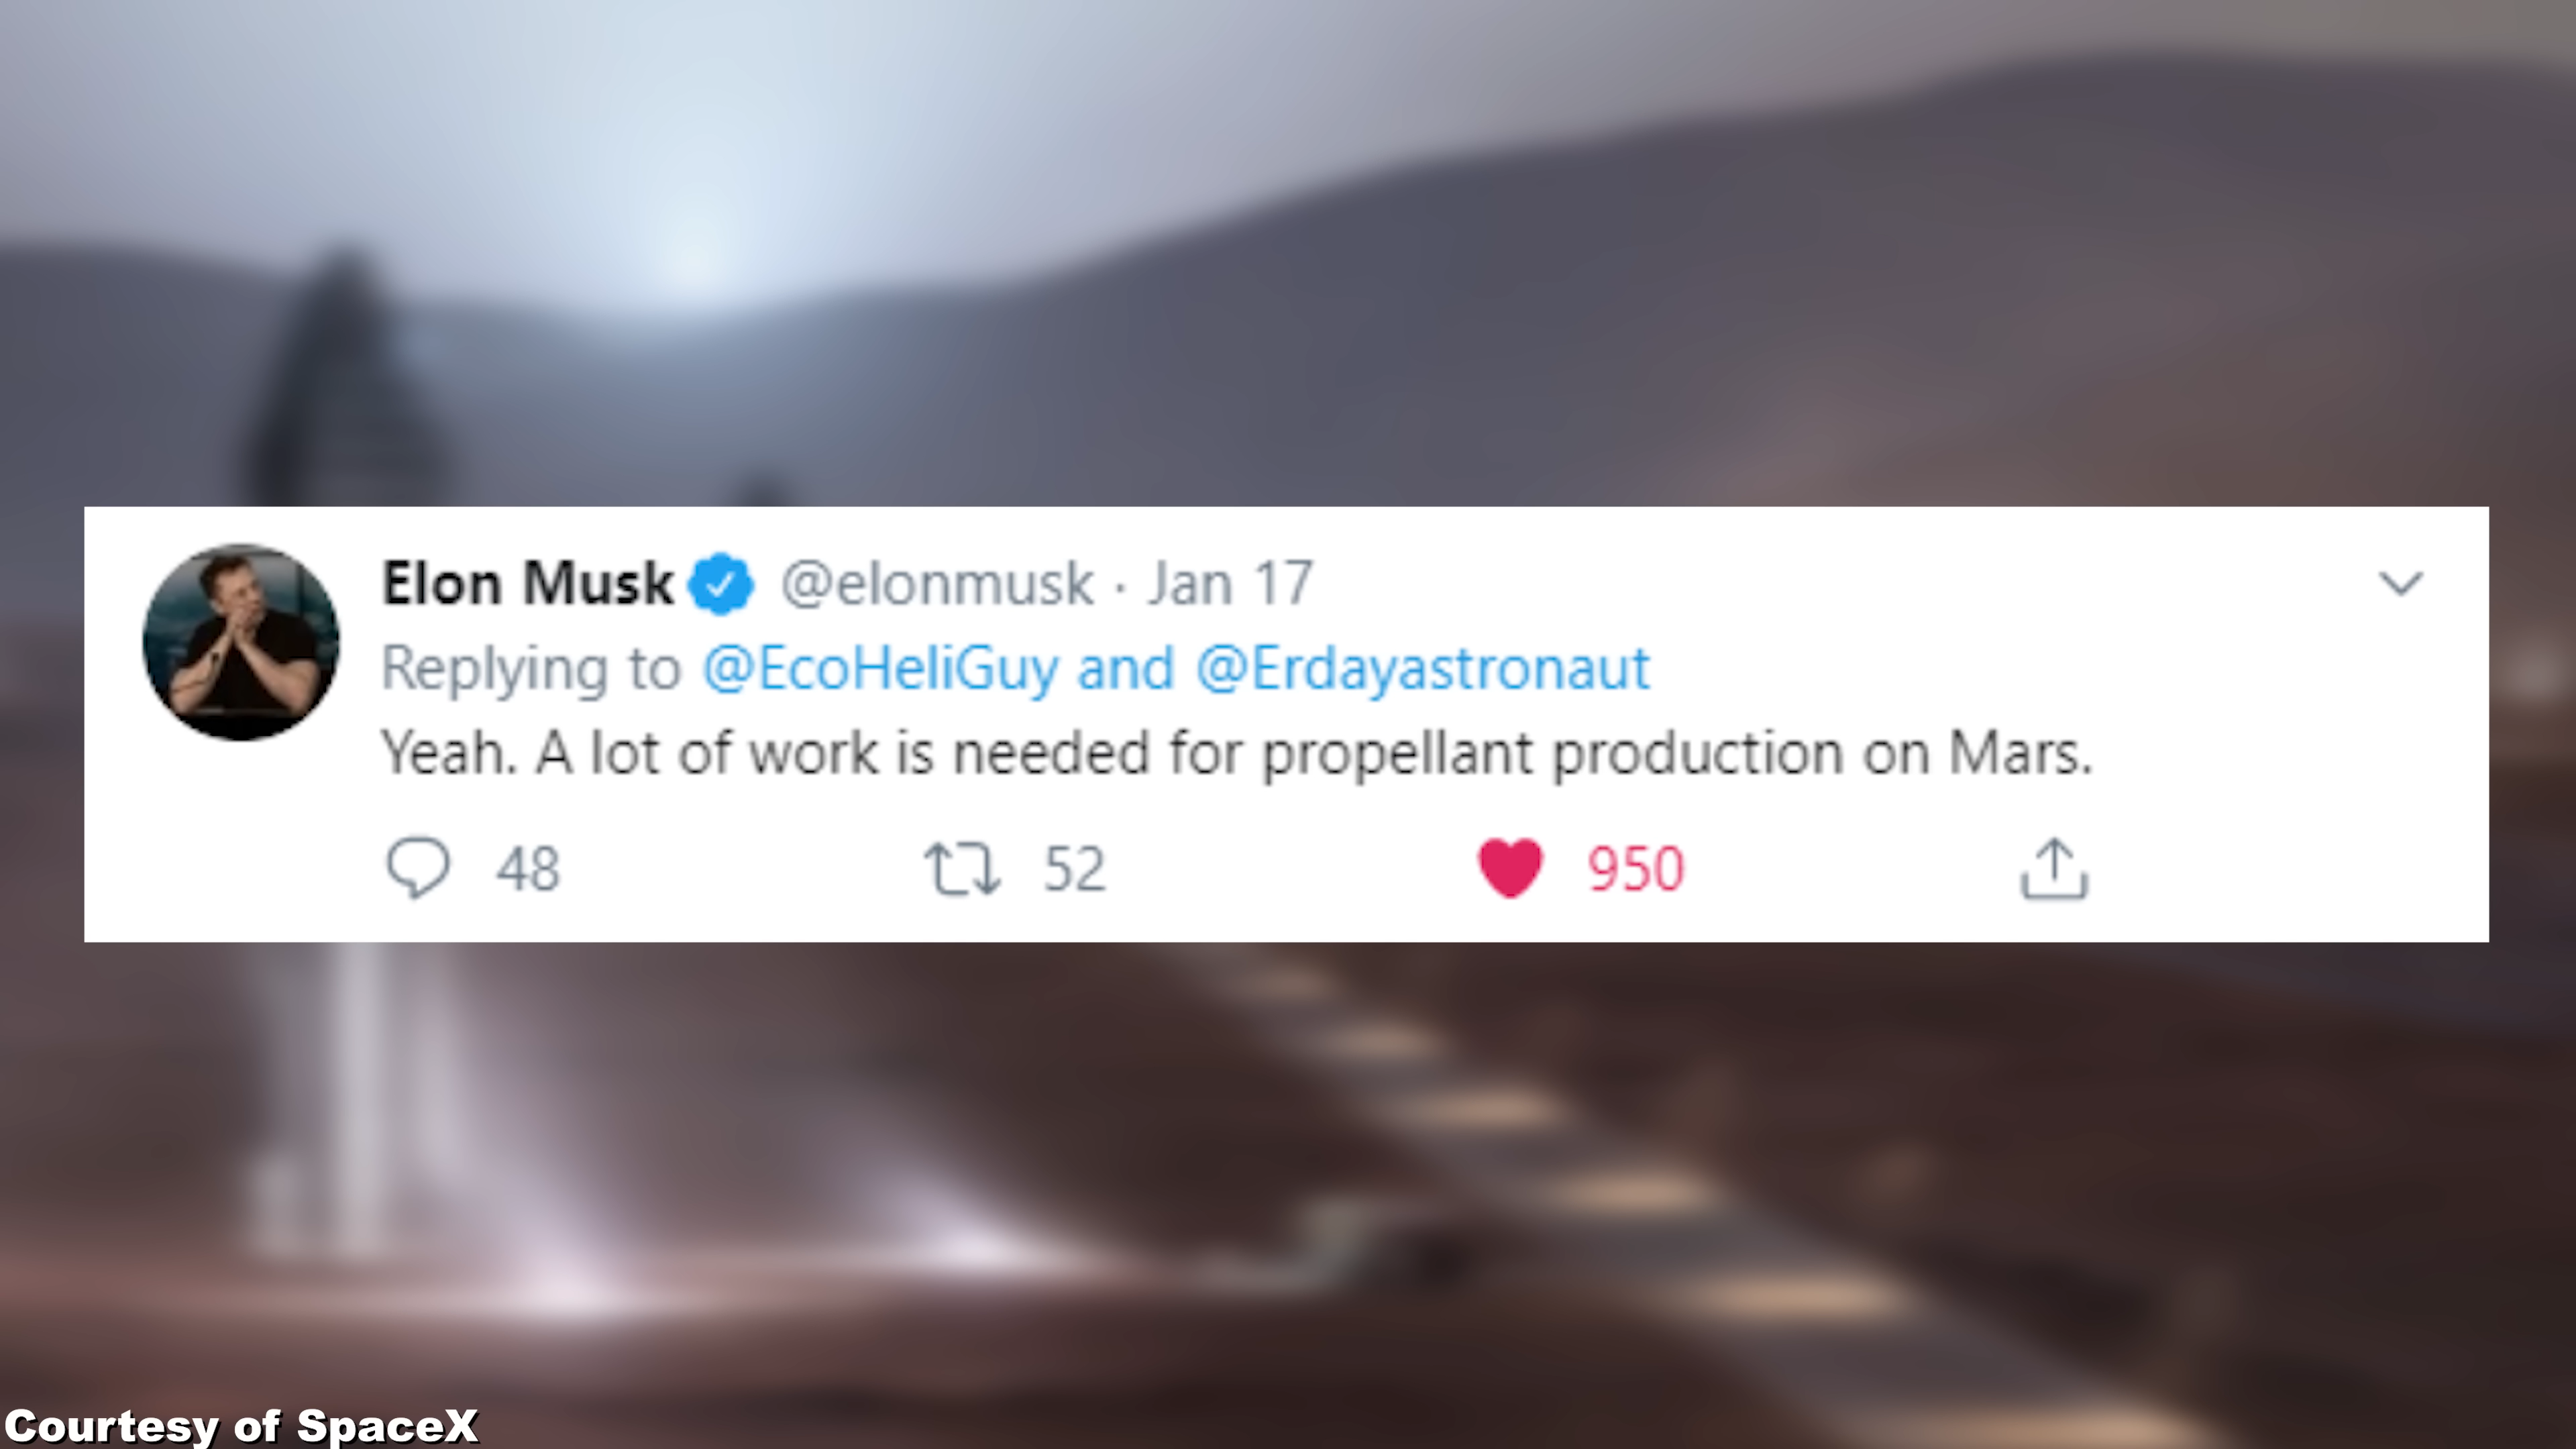 Elon Musk @elonmusk · Jan 17
Replying to @EcoHeliGuy and @Erdayastronaut
Yeah. A lot of work is needed for propellant production on Mars.
48 52 950
Courtesy of SpaceX